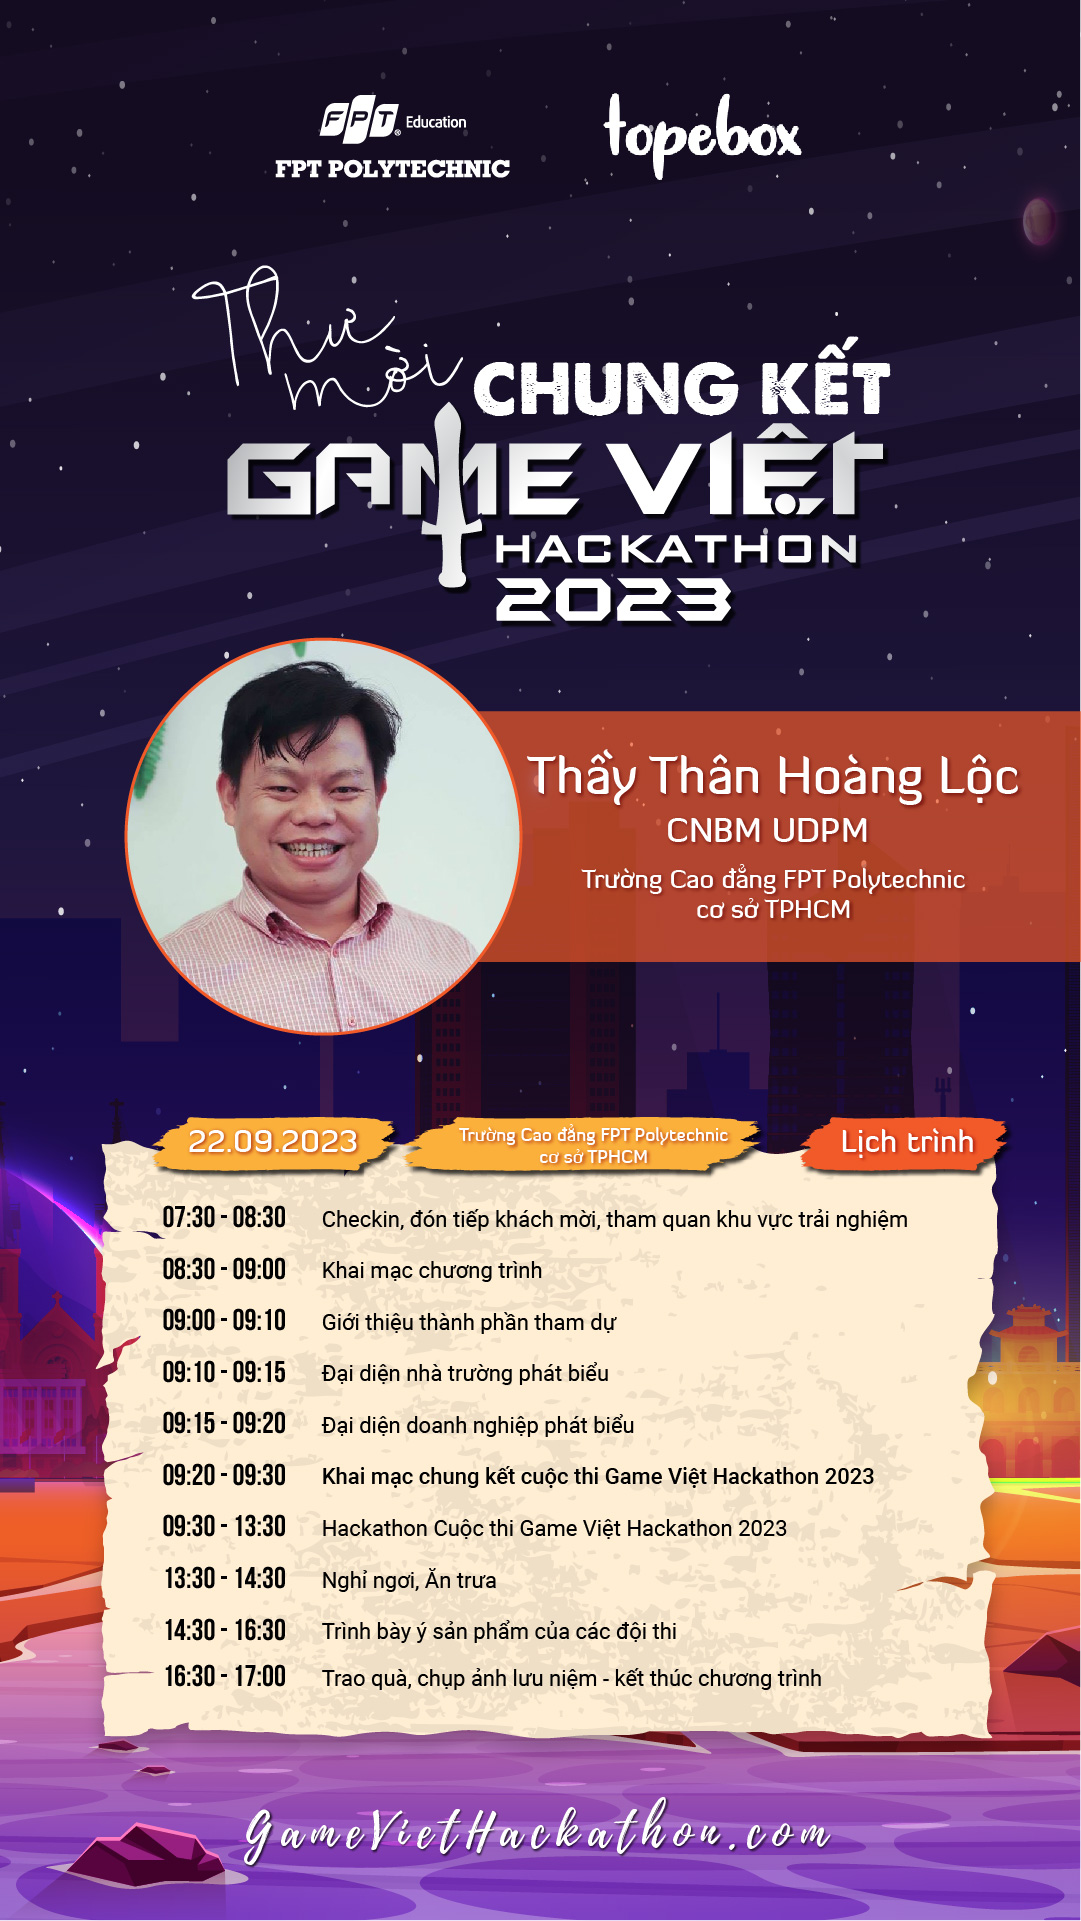 FPT Education
FPT POLYTECHNIC
topebox
Thư mời
CHUNG KẾT
GAME VIỆT
HACKATHON
2023
Thầy Thân Hoàng Lộc
CNBM UDPM
Trường Cao đẳng FPT Polytechnic
cơ sở TPHCM
22.09.2023
Trường Cao đẳng FPT Polytechnic
cơ sở TPHCM
Lịch trình
07:30 - 08:30 Checkin, đón tiếp khách mời, tham quan khu vực trải nghiệm
08:30 - 09:00 Khai mạc chương trình
09:00 - 09:10 Giới thiệu thành phần tham dự
09:10 - 09:15 Đại diện nhà trường phát biểu
09:15 - 09:20 Đại diện doanh nghiệp phát biểu
09:20 - 09:30 Khai mạc chung kết cuộc thi Game Việt Hackathon 2023
09:30 - 13:30 Hackathon Cuộc thi Game Việt Hackathon 2023
13:30 - 14:30 Nghỉ ngơi, Ăn trưa
14:30 - 16:30 Trình bày ý sản phẩm của các đội thi
16:30 - 17:00 Trao quà, chụp ảnh lưu niệm - kết thúc chương trình
GameVietHackathon.com